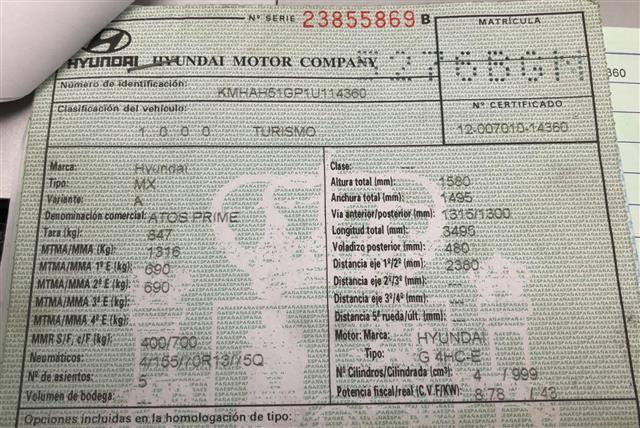 Nº SERIE 23855869 B
MATRÍCULA
HYUNDAI HYUNDAI MOTOR COMPANY
Número de identificación:
KMHAH51GP1U114360
Clasificación del vehículo:
1 0 0 0 TURISMO
Nº CERTIFICADO
12-007010-14360
Marca: Hyundai
Tipo: MX
Variante: A
Denominación comercial: ATOS PRIME
Tara (kg): 847
MTMA/MMA (Kg): 1316
MTMA/MMA 1º E (kg): 690
MTMA/MMA 2º E (kg): 690
MTMA/MMA 3º E (kg):
MTMA/MMA 4º E (kg):
MMR S/F, c/F (kg): 400/700
Neumáticos: 4/155/70R13/75Q
Nº de asientos: 5
Volumen de bodega: ---
Clase: ---
Altura total (mm): 1580
Anchura total (mm): 1495
Vía anterior/posterior (mm): 1315/1300
Longitud total (mm): 3495
Voladizo posterior (mm): 480
Distancia eje 1º/2º (mm): 2380
Distancia eje 2º/3º (mm): ---
Distancia eje 3º/4º (mm): ---
Distancia 5ª rueda/últ. (mm): ---
Motor: Marca: HYUNDAI
Tipo: G 4HC-E
Nº Cilindros/Cilindrada (cm³) 4 / 999
Potencia fiscal/real (C.V.F/KW) 8.78 / 43
Opciones incluidas en la homologación de tipo:
360